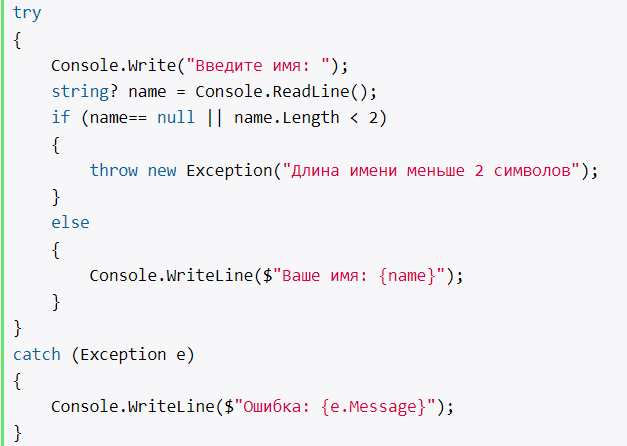 try
{
    Console.Write("Введите имя: ");
    string? name = Console.ReadLine();
    if (name== null || name.Length < 2)
    {
        throw new Exception("Длина имени меньше 2 символов");
    }
    else
    {
        Console.WriteLine($"Ваше имя: {name}");
    }
}
catch (Exception e)
{
    Console.WriteLine($"Ошибка: {e.Message}");
}